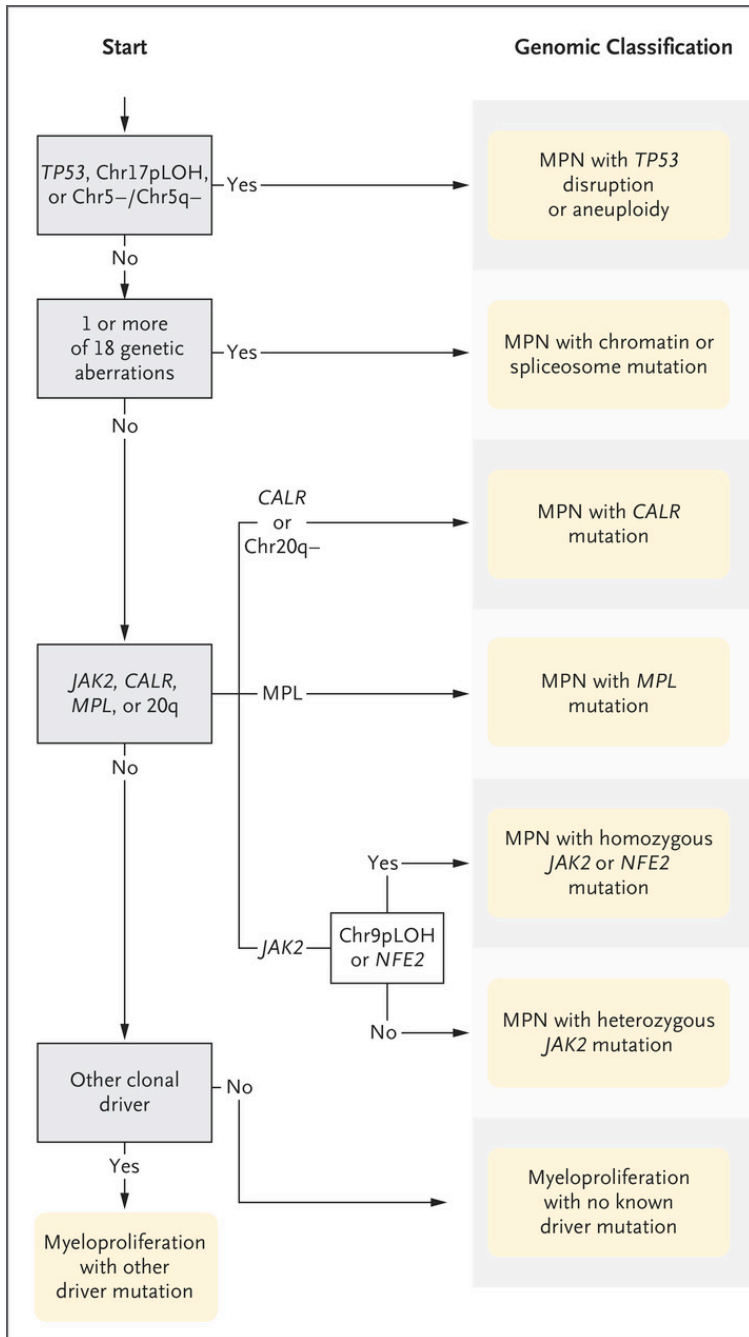 Start
Genomic Classification
TP53, Chr17pLOH,
or Chr5–/Chr5q–
Yes
MPN with TP53
disruption
or aneuploidy
No
1 or more
of 18 genetic
aberrations
Yes
MPN with chromatin or
spliceosome mutation
No
CALR
or
Chr20q–
MPN with CALR
mutation
JAK2, CALR,
MPL, or 20q
MPL
MPN with MPL
mutation
No
JAK2
Chr9pLOH
or NFE2
Yes
MPN with homozygous
JAK2 or NFE2
mutation
No
MPN with heterozygous
JAK2 mutation
Other clonal
driver
No
Myeloproliferation
with no known
driver mutation
Yes
Myeloproliferation
with other
driver mutation